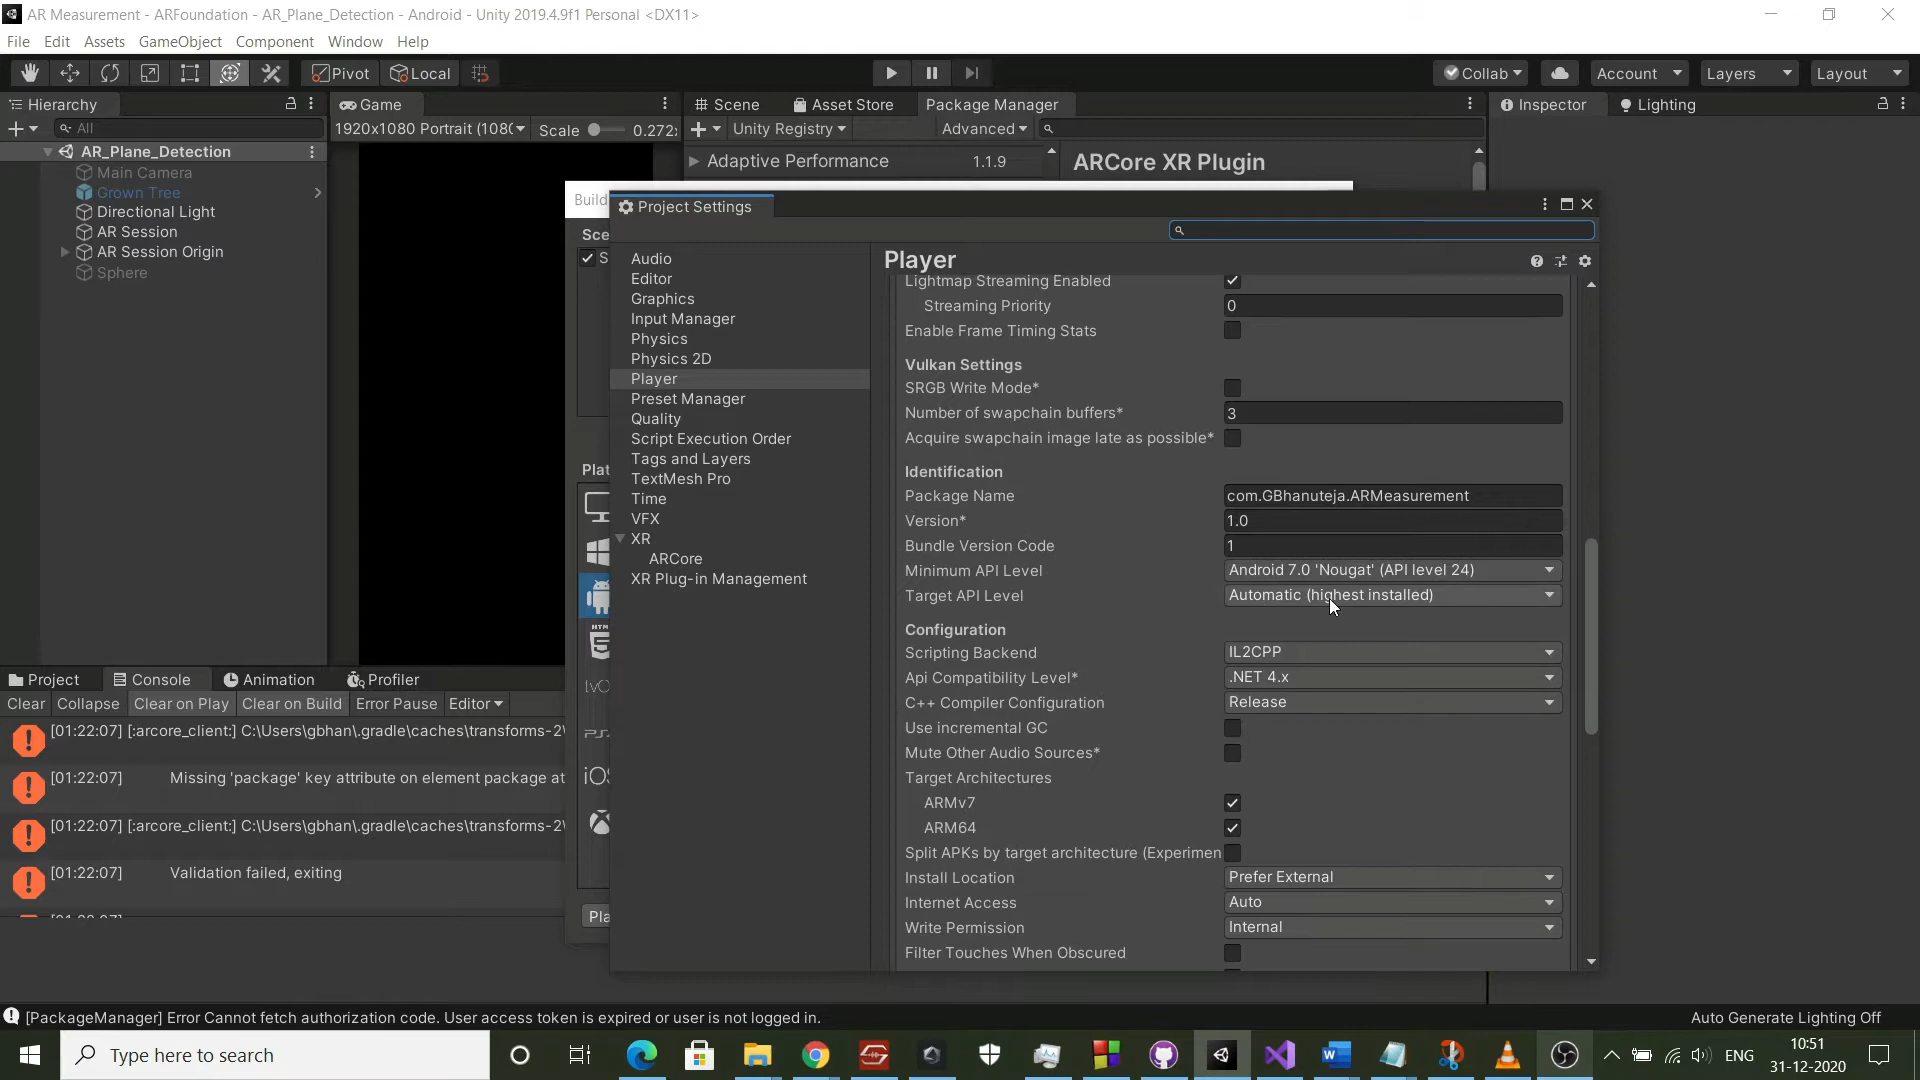 AR Measurement - ARFoundation - AR_Plane_Detection - Android - Unity 2019.4.9f1 Personal <DX11>
File Edit Assets GameObject Component Window Help
Pivot Local Collab Account Layers Layout
Hierarchy Game Scene Asset Store Package Manager Inspector Lighting
All 1920x1080 Portrait (108( Scale 0.272: Unity Registry Advanced
AR_Plane_Detection
Main Camera
Grown Tree
Directional Light
AR Session
AR Session Origin
Sphere
Adaptive Performance 1.1.9
ARCore XR Plugin
Build
Sce
S
Plat
tvO
iOS
Pla
Project Settings
Audio
Editor
Graphics
Input Manager
Physics
Physics 2D
Player
Preset Manager
Quality
Script Execution Order
Tags and Layers
TextMesh Pro
Time
VFX
XR
ARCore
XR Plug-in Management
Player
Lightmap Streaming Enabled
Streaming Priority 0
Enable Frame Timing Stats
Vulkan Settings
SRGB Write Mode*
Number of swapchain buffers* 3
Acquire swapchain image late as possible*
Identification
Package Name com.GBhanuteja.ARMeasurement
Version* 1.0
Bundle Version Code 1
Minimum API Level Android 7.0 'Nougat' (API level 24)
Target API Level Automatic (highest installed)
Configuration
Scripting Backend IL2CPP
Api Compatibility Level* .NET 4.x
C++ Compiler Configuration Release
Use incremental GC
Mute Other Audio Sources*
Target Architectures
ARMv7
ARM64
Split APKs by target architecture (Experimen
Install Location Prefer External
Internet Access Auto
Write Permission Internal
Filter Touches When Obscured
Project Console Animation Profiler
Clear Collapse Clear on Play Clear on Build Error Pause Editor
[01:22:07] [:arcore_client:] C:\Users\gbhan\.gradle\caches\transforms-2\
[01:22:07] Missing 'package' key attribute on element package at
[01:22:07] [:arcore_client:] C:\Users\gbhan\.gradle\caches\transforms-2\
[01:22:07] Validation failed, exiting
[PackageManager] Error Cannot fetch authorization code. User access token is expired or user is not logged in.
Auto Generate Lighting Off
Type here to search
ENG
10:51
31-12-2020